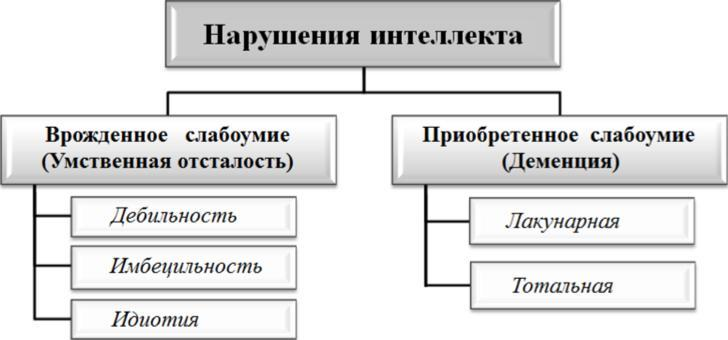 Нарушения интеллекта
Врожденное слабоумие
(Умственная отсталость)
Дебильность
Имбецильность
Идиотия
Приобретенное слабоумие
(Деменция)
Лакунарная
Тотальная